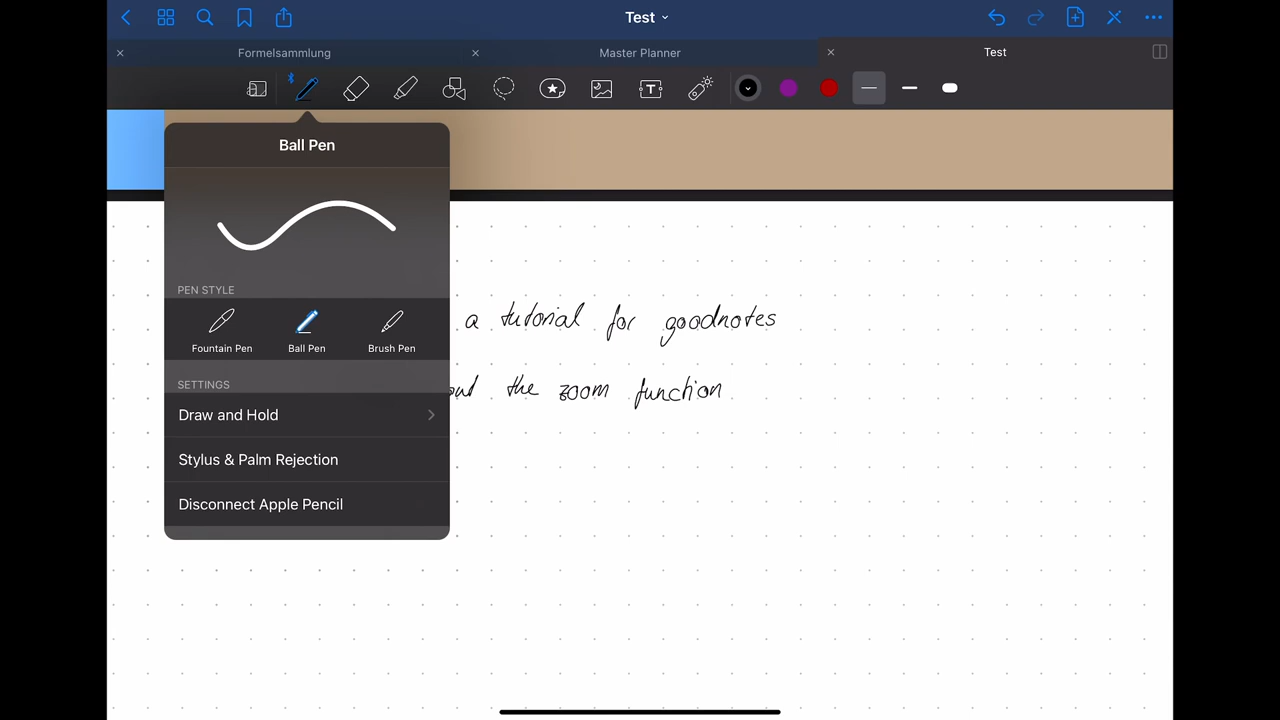 Test
Formelsammlung
Master Planner
Test
T
Ball Pen
PEN STYLE
Fountain Pen
Ball Pen
Brush Pen
SETTINGS
Draw and Hold
Stylus & Palm Rejection
Disconnect Apple Pencil
a tutorial for goodnotes
the zoom function